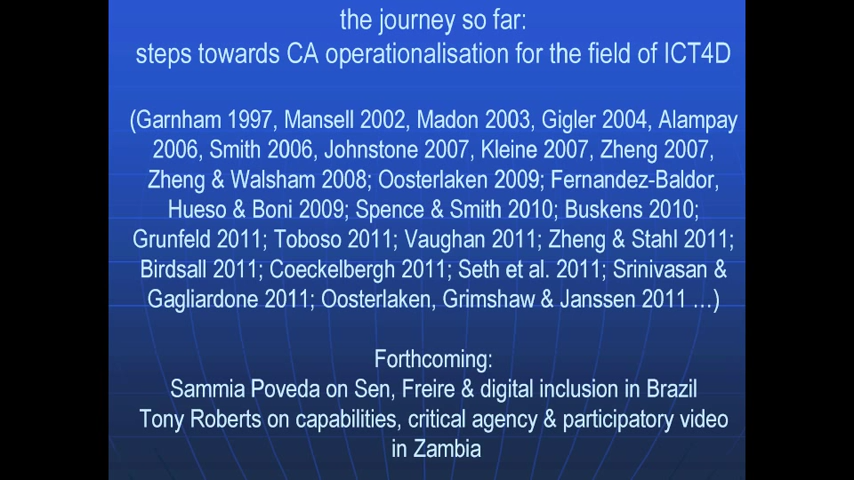 the journey so far:
steps towards CA operationalisation for the field of ICT4D
(Garnham 1997, Mansell 2002, Madon 2003, Gigler 2004, Alampay
2006, Smith 2006, Johnstone 2007, Kleine 2007, Zheng 2007,
Zheng & Walsham 2008; Oosterlaken 2009; Fernandez-Baldor,
Hueso & Boni 2009; Spence & Smith 2010; Buskens 2010;
Grunfeld 2011; Toboso 2011; Vaughan 2011; Zheng & Stahl 2011;
Birdsall 2011; Coeckelbergh 2011; Seth et al. 2011; Srinivasan &
Gagliardone 2011; Oosterlaken, Grimshaw & Janssen 2011 …)
Forthcoming:
Sammia Poveda on Sen, Freire & digital inclusion in Brazil
Tony Roberts on capabilities, critical agency & participatory video
in Zambia